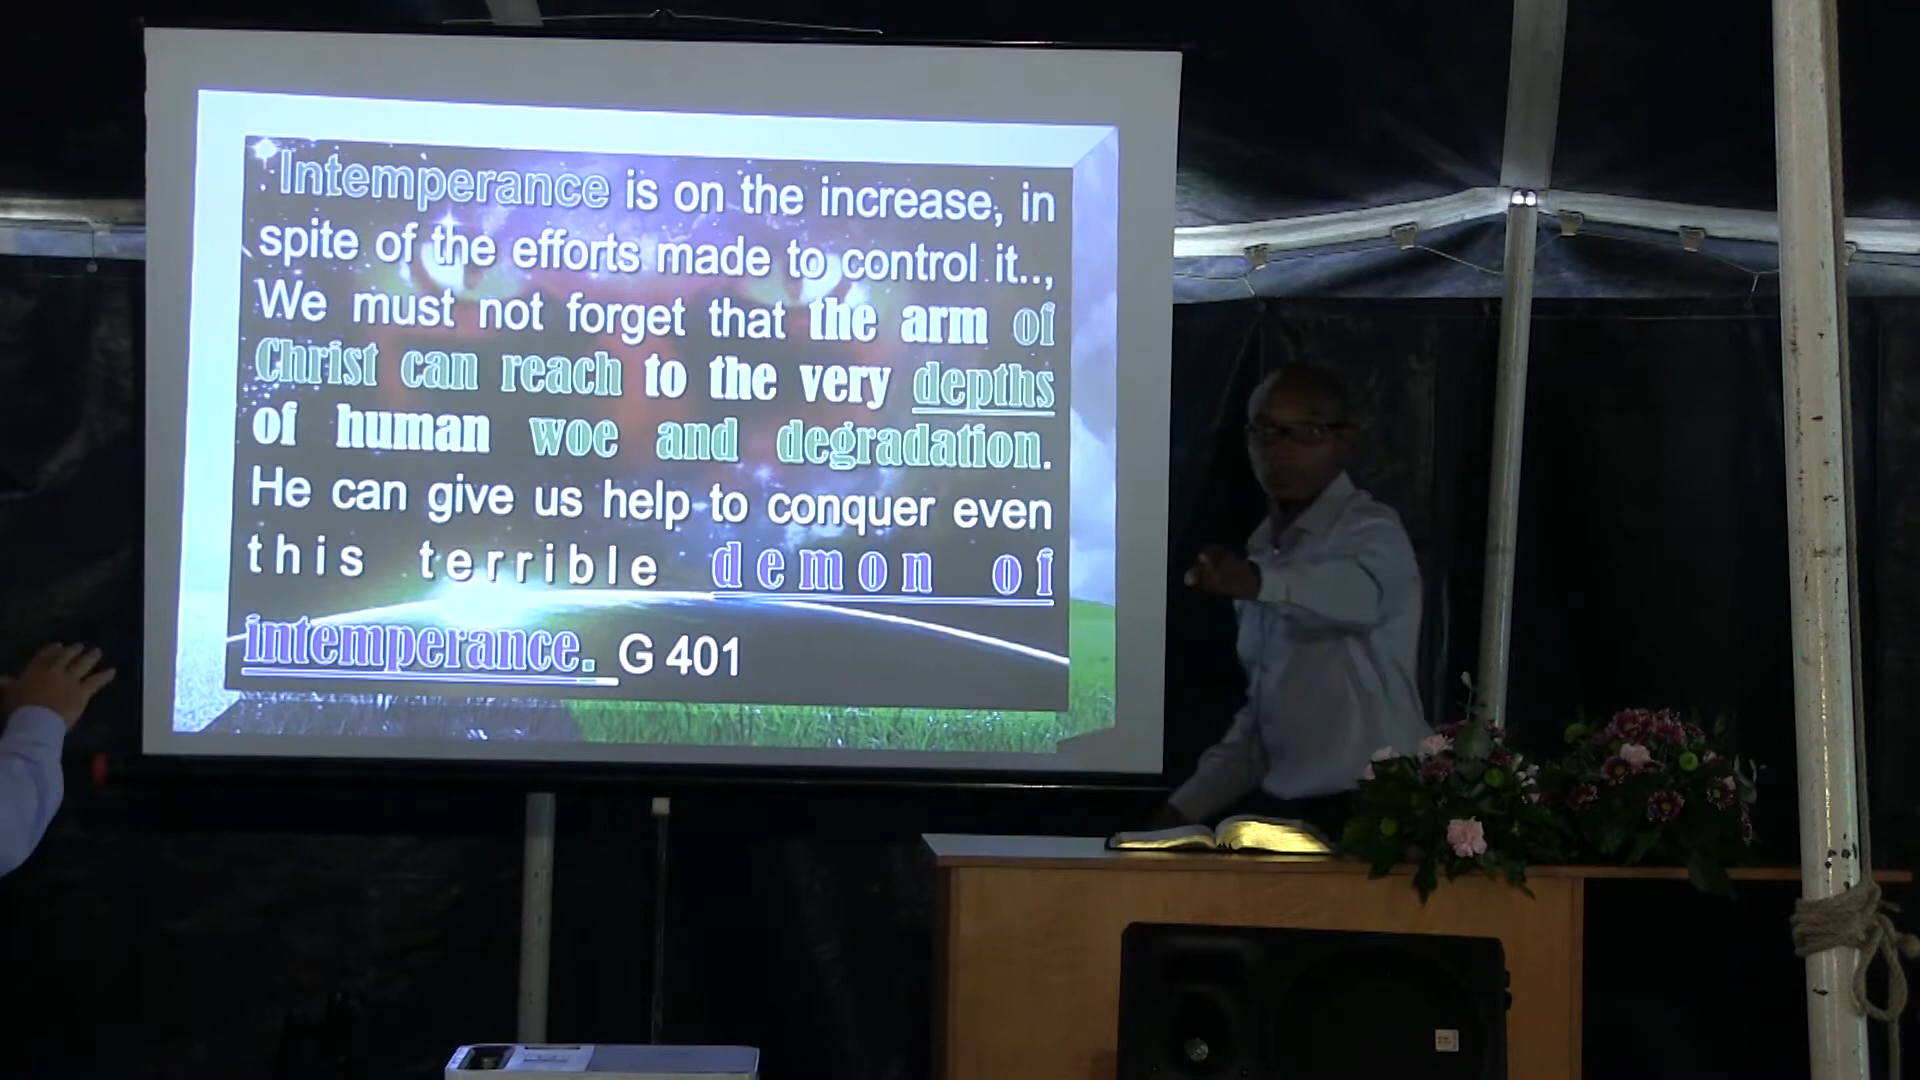 Intemperance is on the increase, in
spite of the efforts made to control it..,
We must not forget that the arm of
Christ can reach to the very depths
of human woe and degradation.
He can give us help to conquer even
this terrible demon of
intemperance. G 401